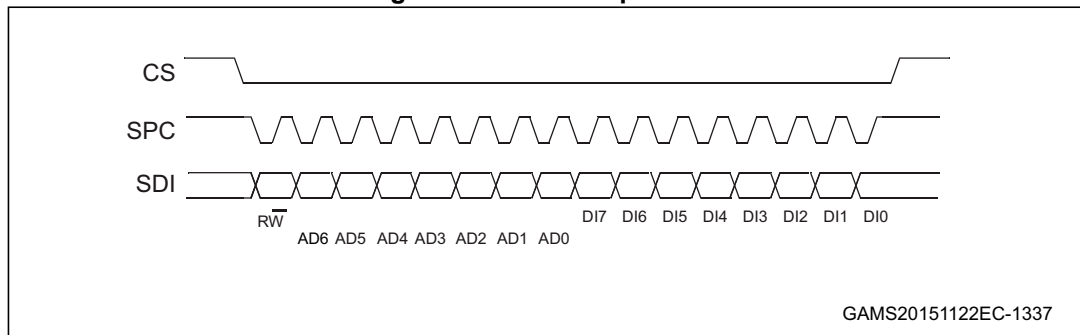 CS
SPC
SDI
RW
DI7 DI6 DI5 DI4 DI3 DI2 DI1 DI0
AD6 AD5 AD4 AD3 AD2 AD1 AD0
GAMS20151122EC-1337